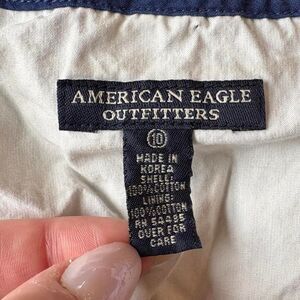 AMERICAN EAGLE
OUTFITTERS
10
MADE IN
KOREA
SHELL:
100% COTTON
LINING:
100% COTTON
RN 54485
OVER FOR
CARE